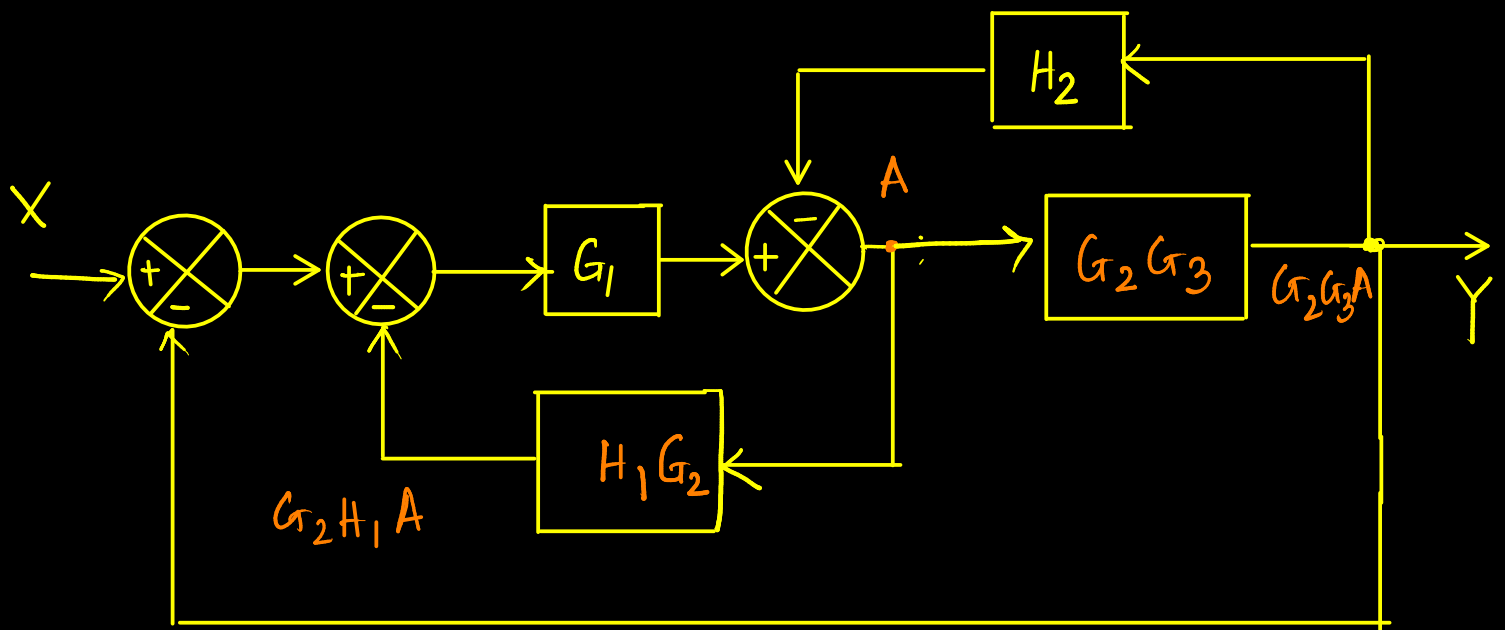 H₂
A
X
+
-
+
-
G₁
+
-
G₂G₃
G₂G₃A
Y
H₁G₂
G₂H₁A